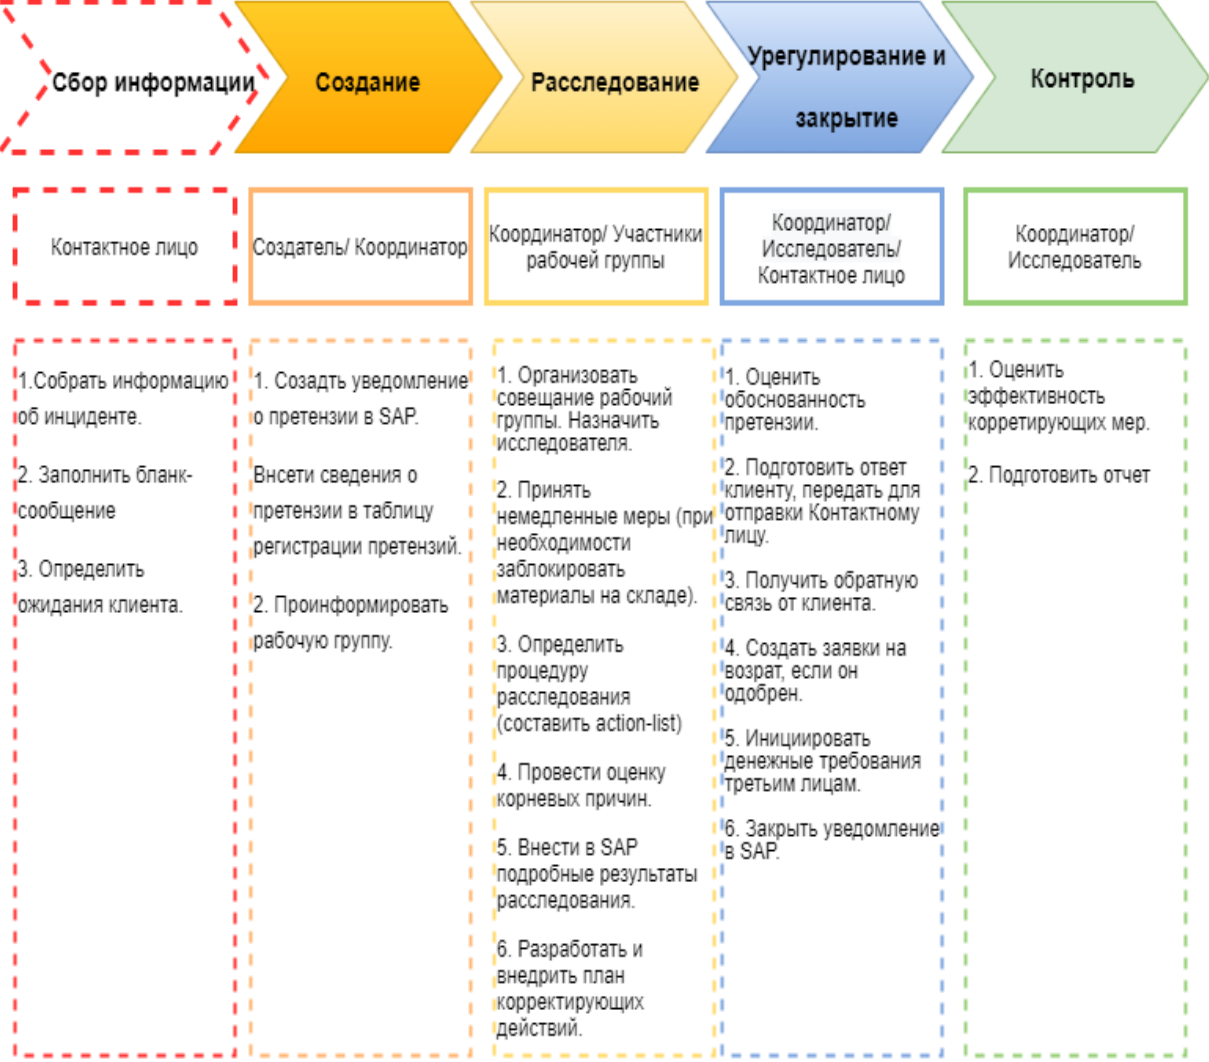 Сбор информации
Создание
Расследование
Урегулирование и
закрытие
Контроль
Контактное лицо
Создатель/ Координатор
Координатор/ Участники
рабочей группы
Координатор/
Исследователь/
Контактное лицо
Координатор/
Исследователь
1.Собрать информацию
об инциденте.
2. Заполнить бланк-
сообщение
3. Определить
ожидания клиента.
1. Созадть уведомление
о претензии в SAP.
Внсети сведения о
претензии в таблицу
регистрации претензий.
2. Проинформировать
рабочую группу.
1. Организовать
совещание рабочий
группы. Назначить
исследователя.
2. Принять
немедленные меры (при
необходимости
заблокировать
материалы на складе).
3. Определить
процедуру
расследования
(составить action-list)
4. Провести оценку
корневых причин.
5. Внести в SAP
подробные результаты
расследования.
6. Разработать и
внедрить план
корректирующих
действий.
1. Оценить
обоснованность
претензии.
2. Подготовить ответ
клиенту, передать для
отправки Контактному
лицу.
3. Получить обратную
связь от клиента.
4. Создать заявки на
возрат, если он
одобрен.
5. Инициировать
денежные требования
третьим лицам.
6. Закрыть уведомление
в SAP.
1. Оценить
эффективность
корретирующих мер.
2. Подготовить отчет